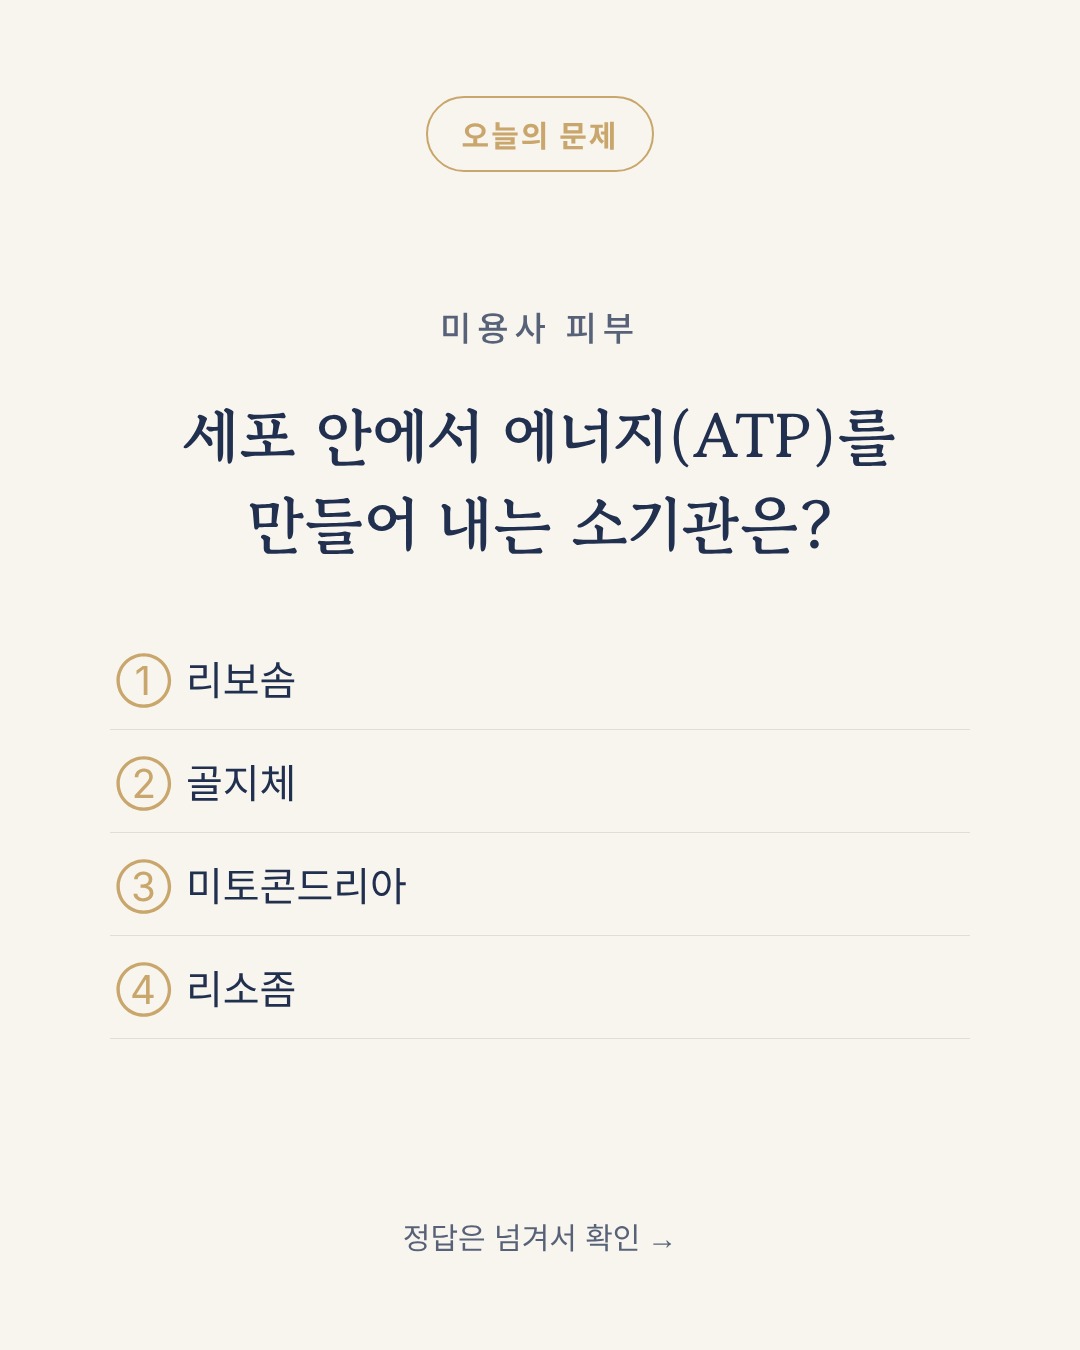 오늘의 문제
미용사 피부
세포 안에서 에너지(ATP)를
만들어 내는 소기관은?
① 리보솜
② 골지체
③ 미토콘드리아
④ 리소좀
정답은 넘겨서 확인 →